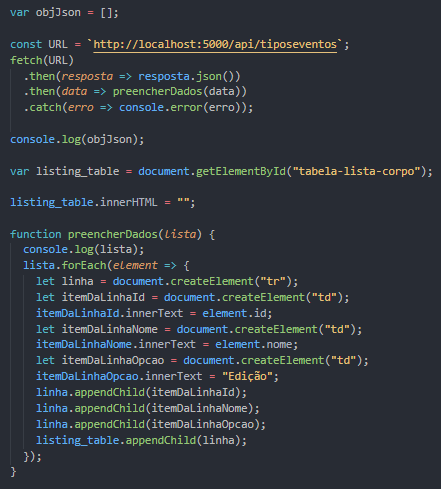 var objJson = [];
const URL = `http://localhost:5000/api/tiposeventos`;
fetch(URL)
.then(resposta => resposta.json())
.then(data => preencherDados(data))
.catch(erro => console.error(erro));
console.log(objJson);
var listing_table = document.getElementById("tabela-lista-corpo");
listing_table.innerHTML = "";
function preencherDados(lista) {
console.log(lista);
lista.forEach(element => {
let linha = document.createElement("tr");
let itemDaLinhaId = document.createElement("td");
itemDaLinhaId.innerText = element.id;
let itemDaLinhaNome = document.createElement("td");
itemDaLinhaNome.innerText = element.nome;
let itemDaLinhaOpcao = document.createElement("td");
itemDaLinhaOpcao.innerText = "Edição";
linha.appendChild(itemDaLinhaId);
linha.appendChild(itemDaLinhaNome);
linha.appendChild(itemDaLinhaOpcao);
listing_table.appendChild(linha);
});
}